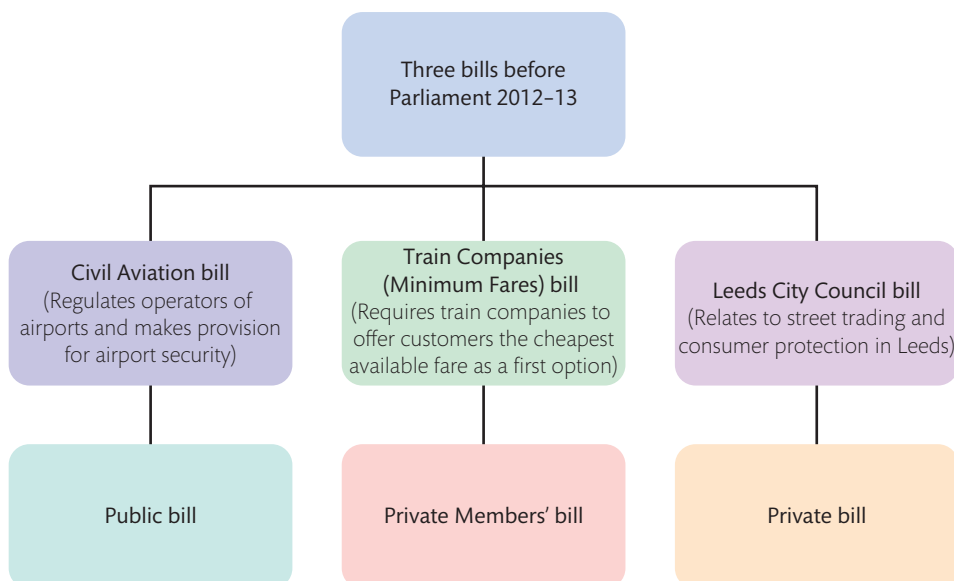 Three bills before
Parliament 2012–13
Civil Aviation bill
(Regulates operators of
airports and makes provision
for airport security)
Train Companies
(Minimum Fares) bill
(Requires train companies to
offer customers the cheapest
available fare as a first option)
Leeds City Council bill
(Relates to street trading and
consumer protection in Leeds)
Public bill
Private Members’ bill
Private bill